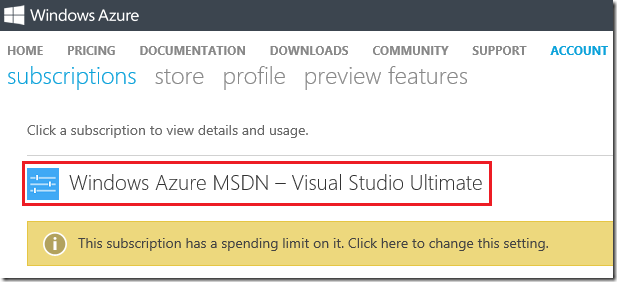 Windows Azure
HOME PRICING DOCUMENTATION DOWNLOADS COMMUNITY SUPPORT ACCOUNT
subscriptions store profile preview features
Click a subscription to view details and usage.
Windows Azure MSDN – Visual Studio Ultimate
This subscription has a spending limit on it. Click here to change this setting.